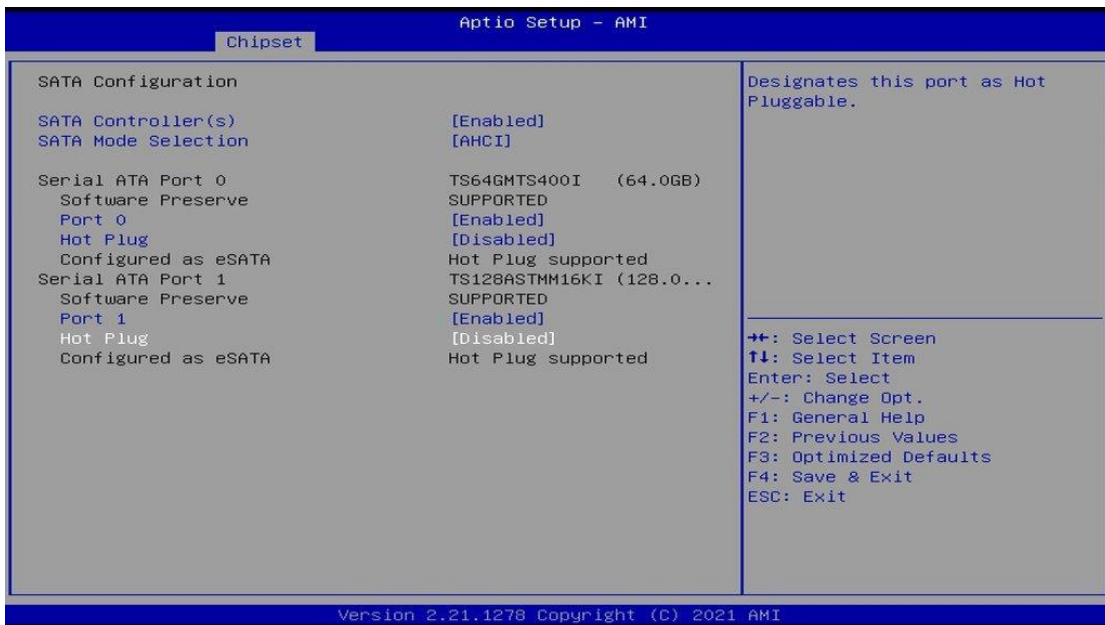 Aptio Setup - AMI
Chipset
SATA Configuration
SATA Controller(s) [Enabled]
SATA Mode Selection [AHCI]
Serial ATA Port 0 TS64GMTS400I (64.0GB)
Software Preserve SUPPORTED
Port 0 [Enabled]
Hot Plug [Disabled]
Configured as eSATA Hot Plug supported
Serial ATA Port 1 TS128ASTMM16KI (128.0...
Software Preserve SUPPORTED
Port 1 [Enabled]
Hot Plug [Disabled]
Configured as eSATA Hot Plug supported
Designates this port as Hot
Pluggable.
→←: Select Screen
↑↓: Select Item
Enter: Select
+/-: Change Opt.
F1: General Help
F2: Previous Values
F3: Optimized Defaults
F4: Save & Exit
ESC: Exit
Version 2.21.1278 Copyright (C) 2021 AMI